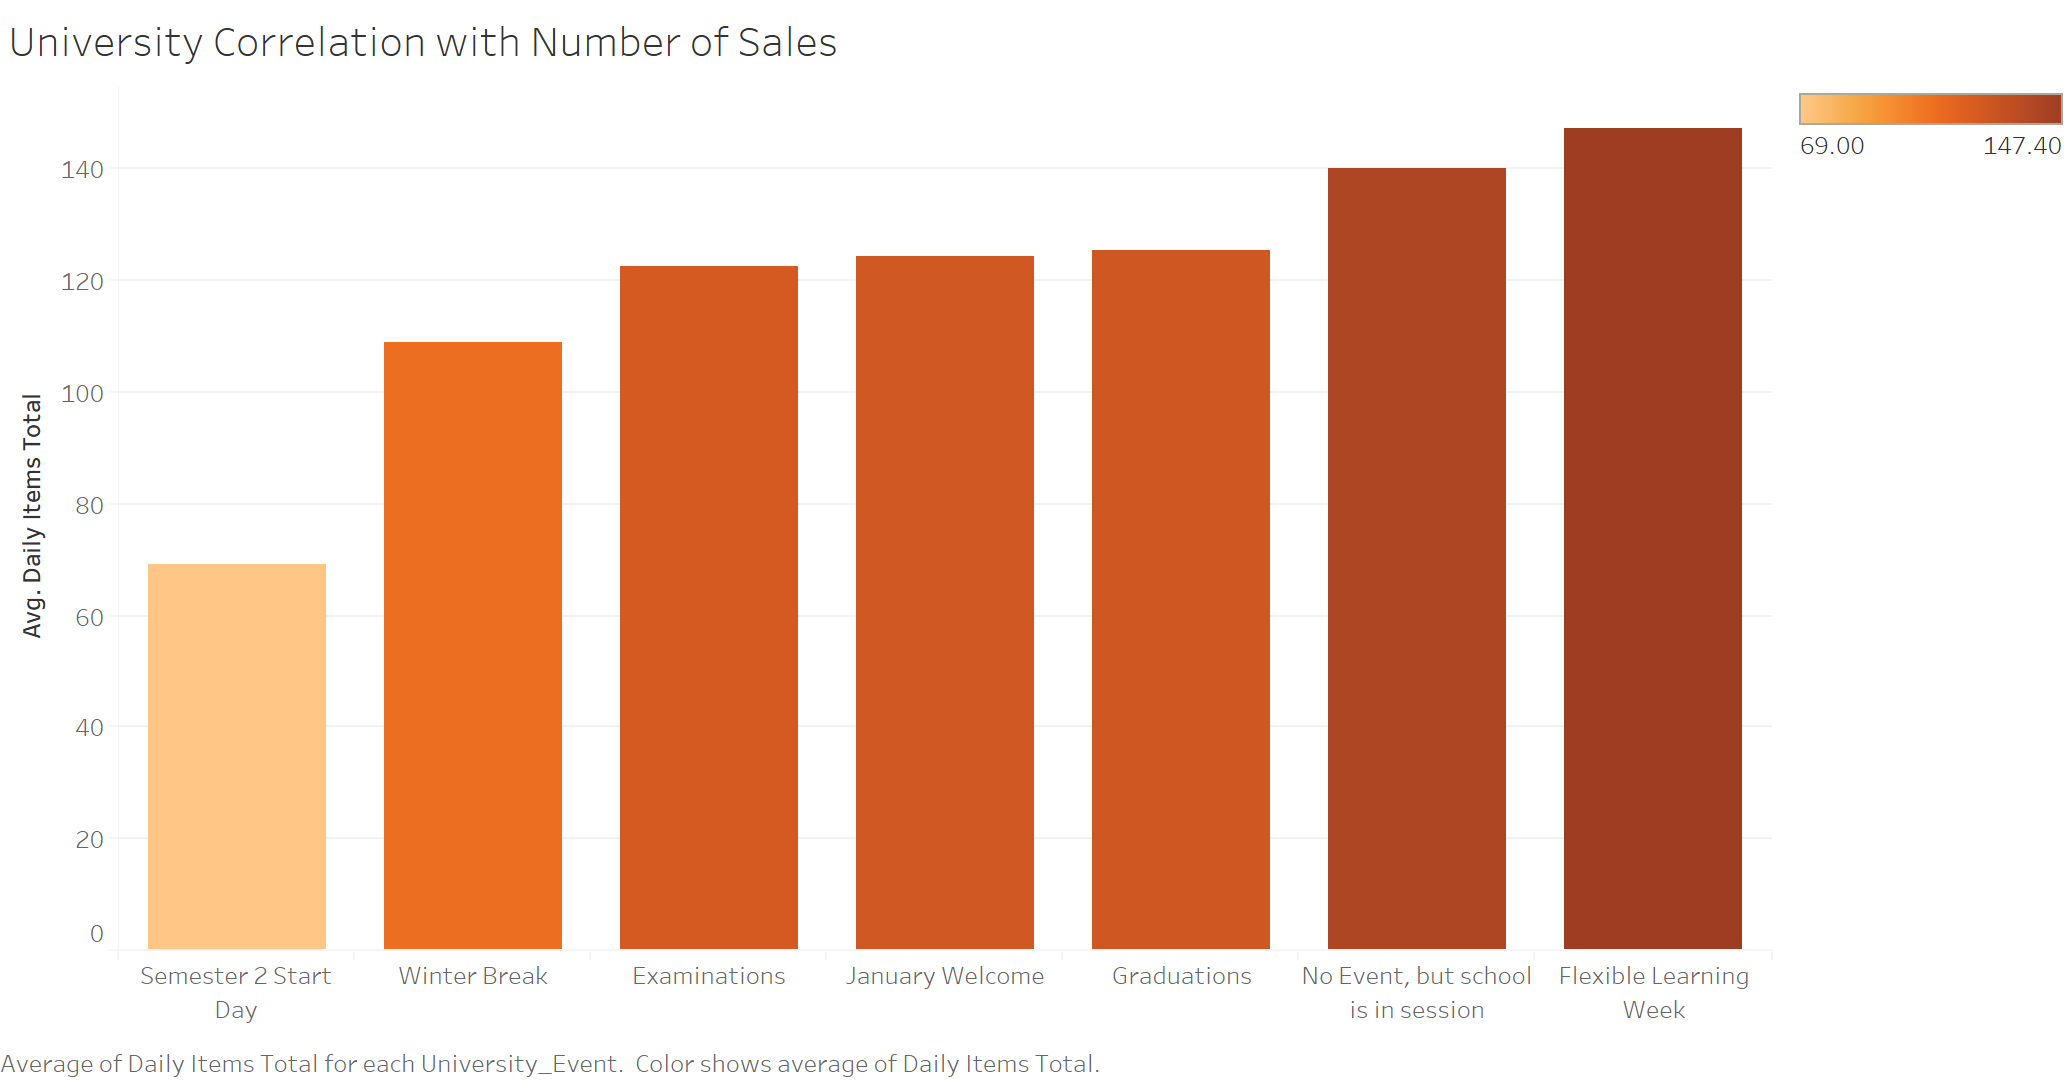 University Correlation with Number of Sales
69.00 147.40
Avg. Daily Items Total
140
120
100
80
60
40
20
0
Semester 2 Start
Day
Winter Break
Examinations
January Welcome
Graduations
No Event, but school
is in session
Flexible Learning
Week
Average of Daily Items Total for each University_Event.  Color shows average of Daily Items Total.